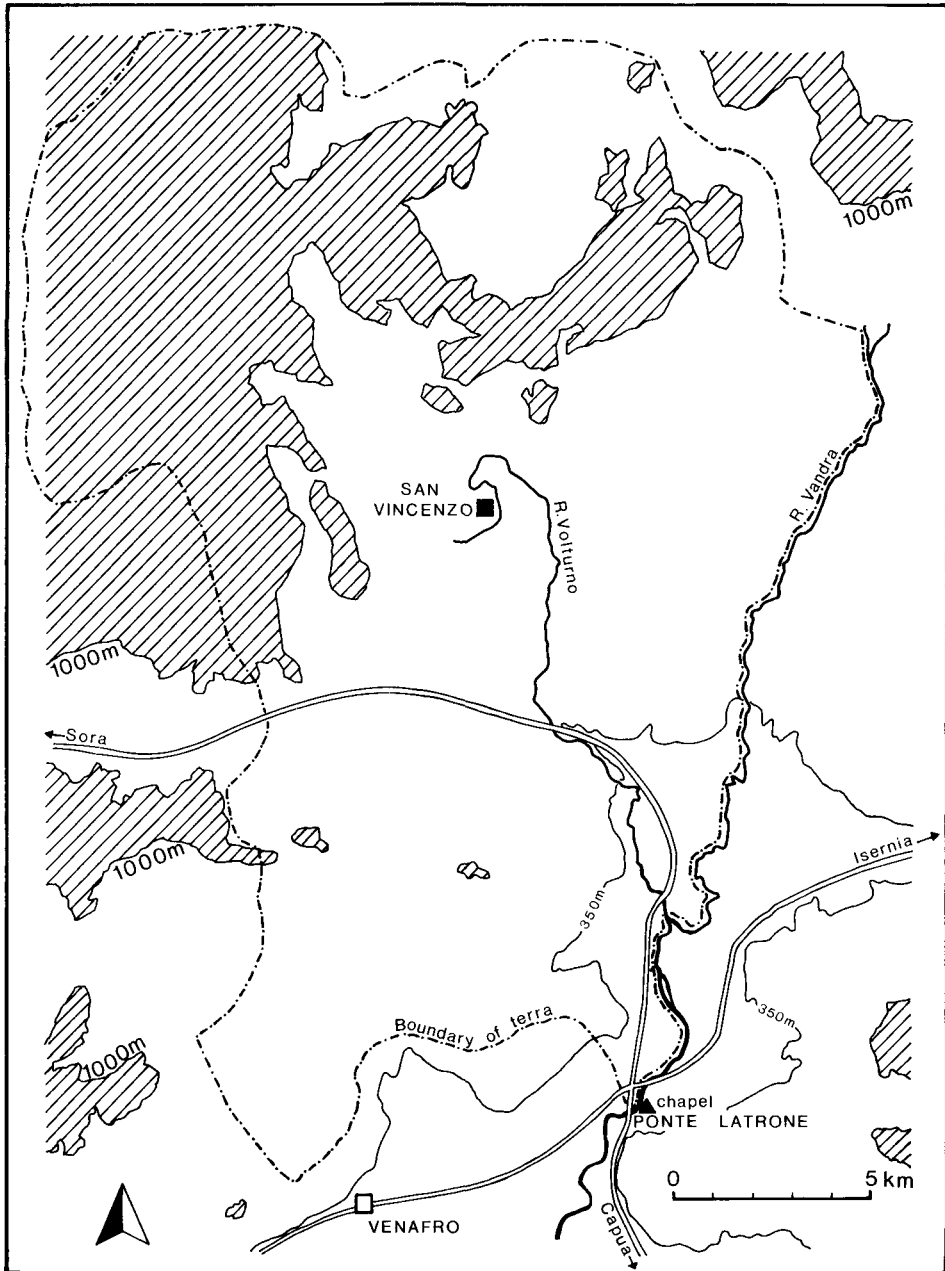 1000m
SAN
VINCENZO
R. Volturno
R. Vandra
1000m
Sora
1000m
Isernia
350m
350m
Boundary of terra
1000m
chapel
PONTE LATRONE
0 5 km
VENAFRO
Capua